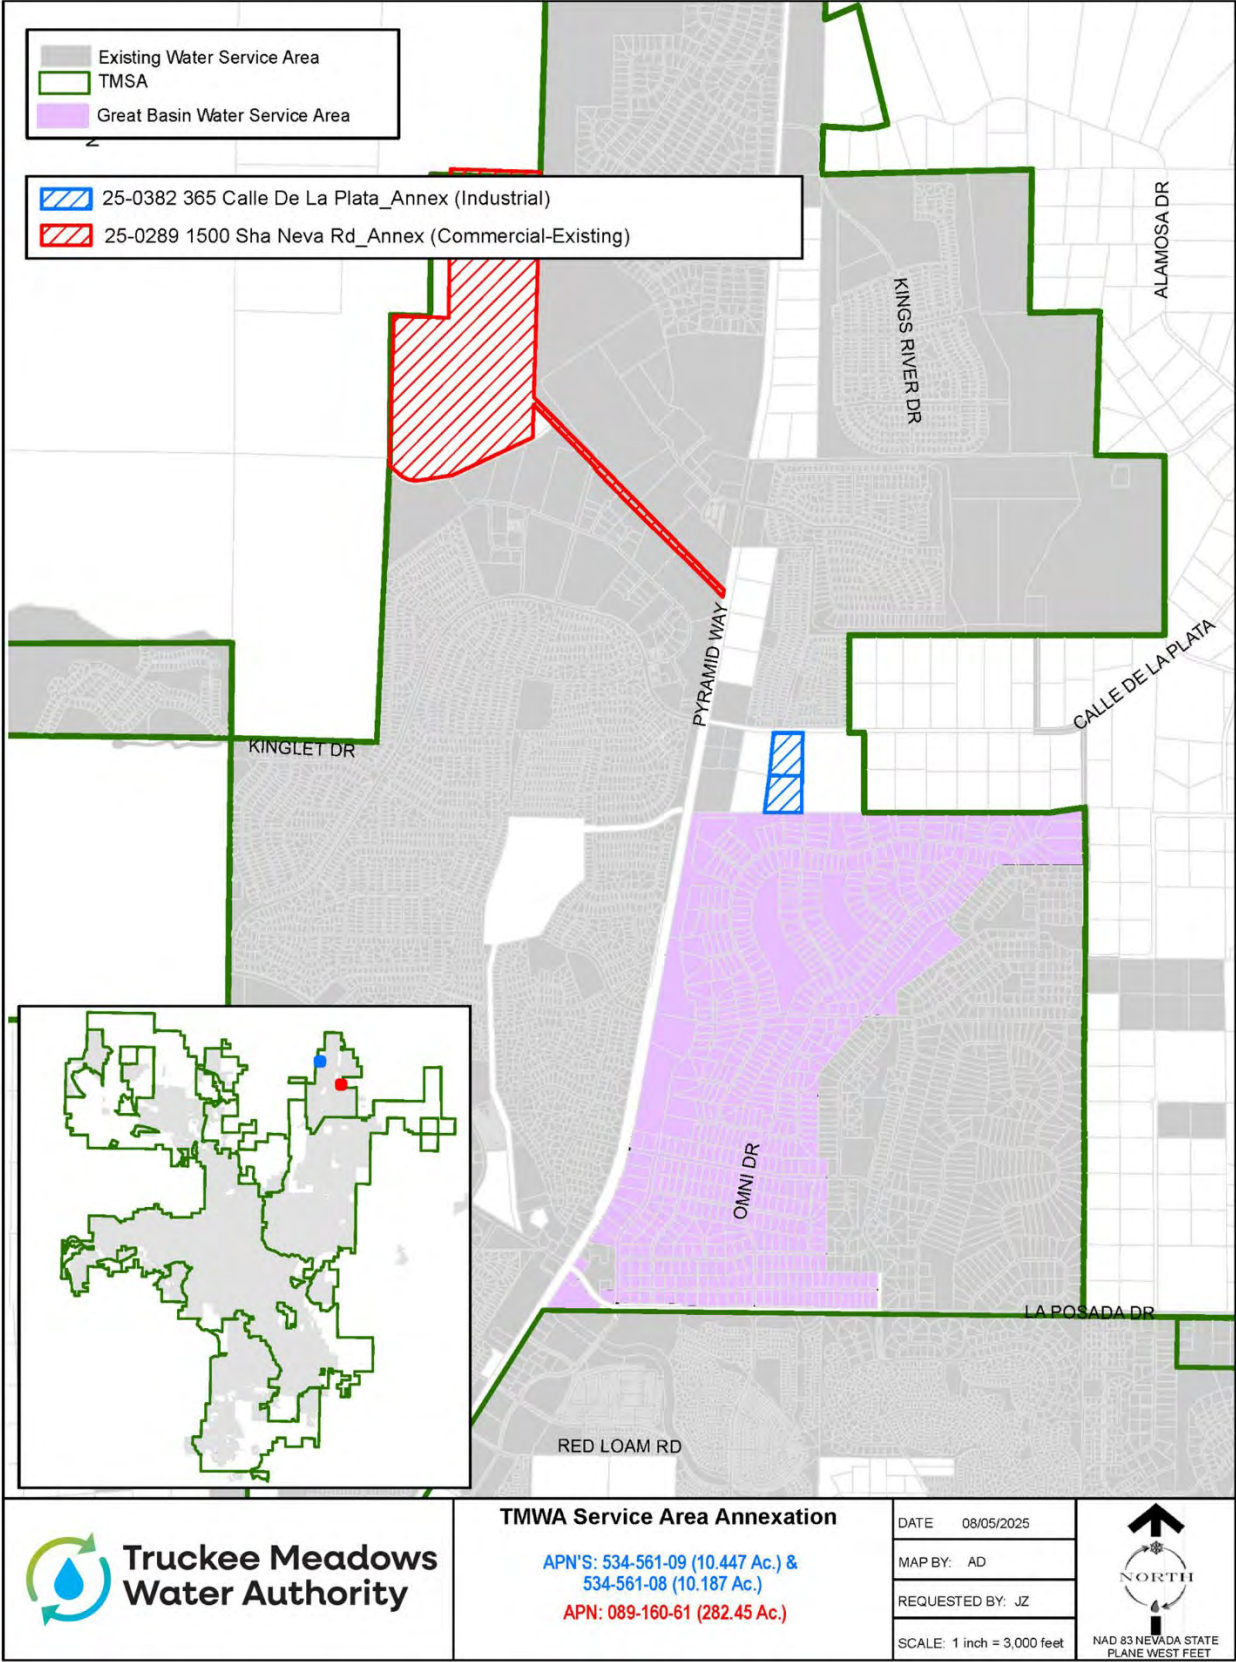 Existing Water Service Area
TMSA
Great Basin Water Service Area
25-0382 365 Calle De La Plata_Annex (Industrial)
25-0289 1500 Sha Neva Rd_Annex (Commercial-Existing)
ALAMOSA DR
KINGS RIVER DR
PYRAMID WAY
CALLE DE LA PLATA
KINGLET DR
OMNI DR
LA POSADA DR
RED LOAM RD
Truckee Meadows
Water Authority
TMWA Service Area Annexation
APN'S: 534-561-09 (10.447 Ac.) &
534-561-08 (10.187 Ac.)
APN: 089-160-61 (282.45 Ac.)
DATE 08/05/2025
MAP BY: AD
REQUESTED BY: JZ
SCALE: 1 inch = 3,000 feet
NORTH
NAD 83 NEVADA STATE
PLANE WEST FEET